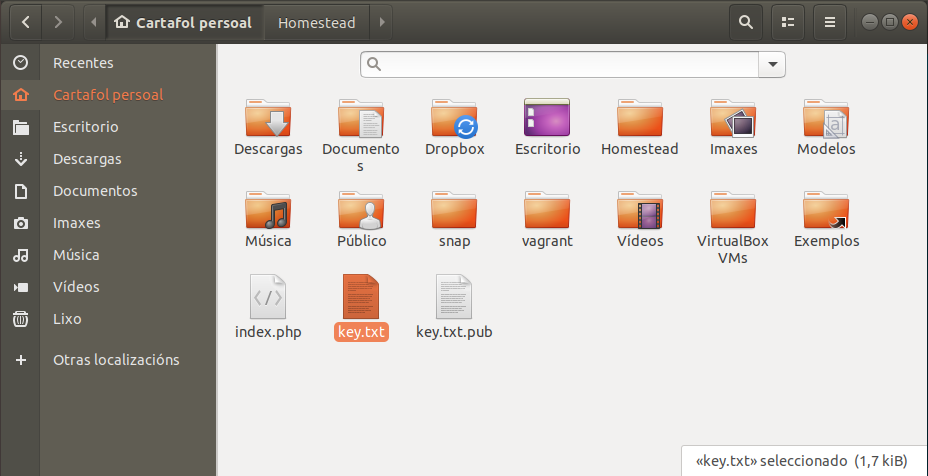 Cartafol persoal Homestead
Recentes
Cartafol persoal
Escritorio
Descargas
Documentos
Imaxes
Música
Vídeos
Lixo
Otras localizacións
Descargas Documentos Dropbox Escritorio Homestead Imaxes Modelos
Música Público snap vagrant Vídeos VirtualBox VMs Exemplos
index.php key.txt key.txt.pub
«key.txt» seleccionado (1,7 kiB)